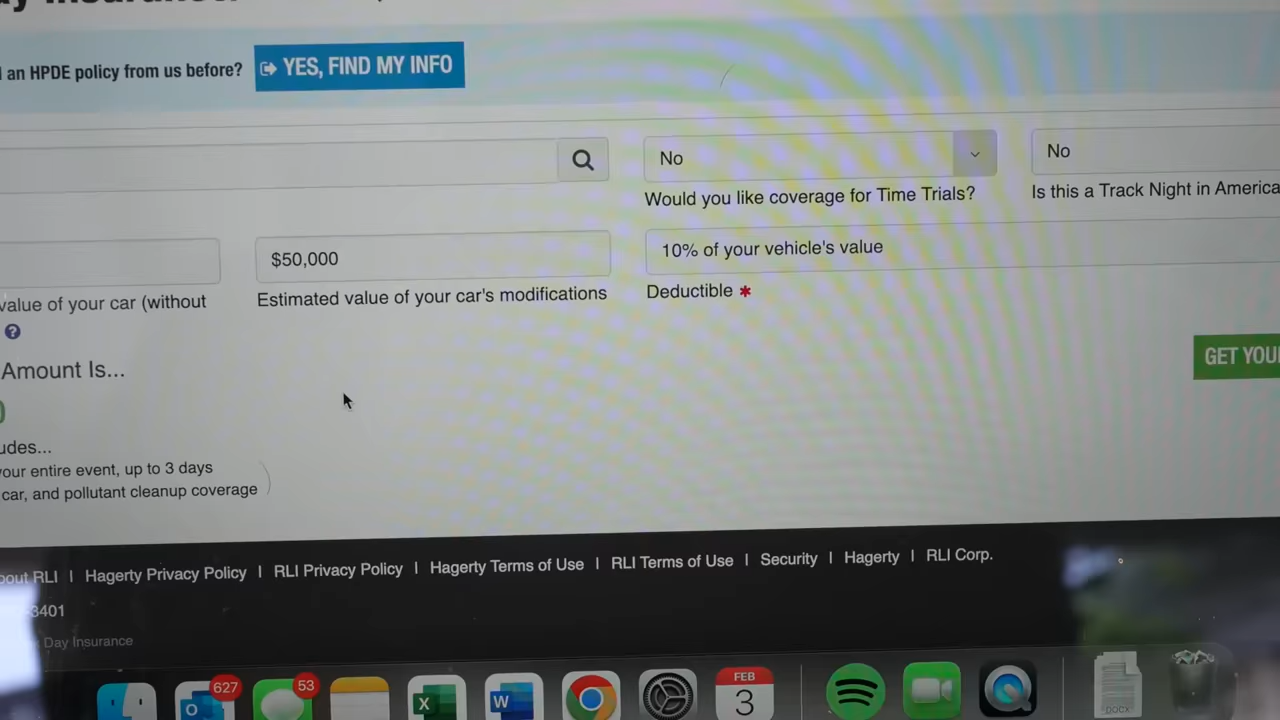 an HPDE policy from us before?
YES, FIND MY INFO
No
No
Would you like coverage for Time Trials?
Is this a Track Night in America
$50,000
10% of your vehicle's value
value of your car (without
Estimated value of your car's modifications
Deductible *
?
Amount Is...
GET YOU
your entire event, up to 3 days
car, and pollutant cleanup coverage
RLI | Hagerty Privacy Policy | RLI Privacy Policy | Hagerty Terms of Use | RLI Terms of Use | Security | Hagerty | RLI Corp.
3401
Day Insurance
627
53
FEB
3
X
W
DOCX